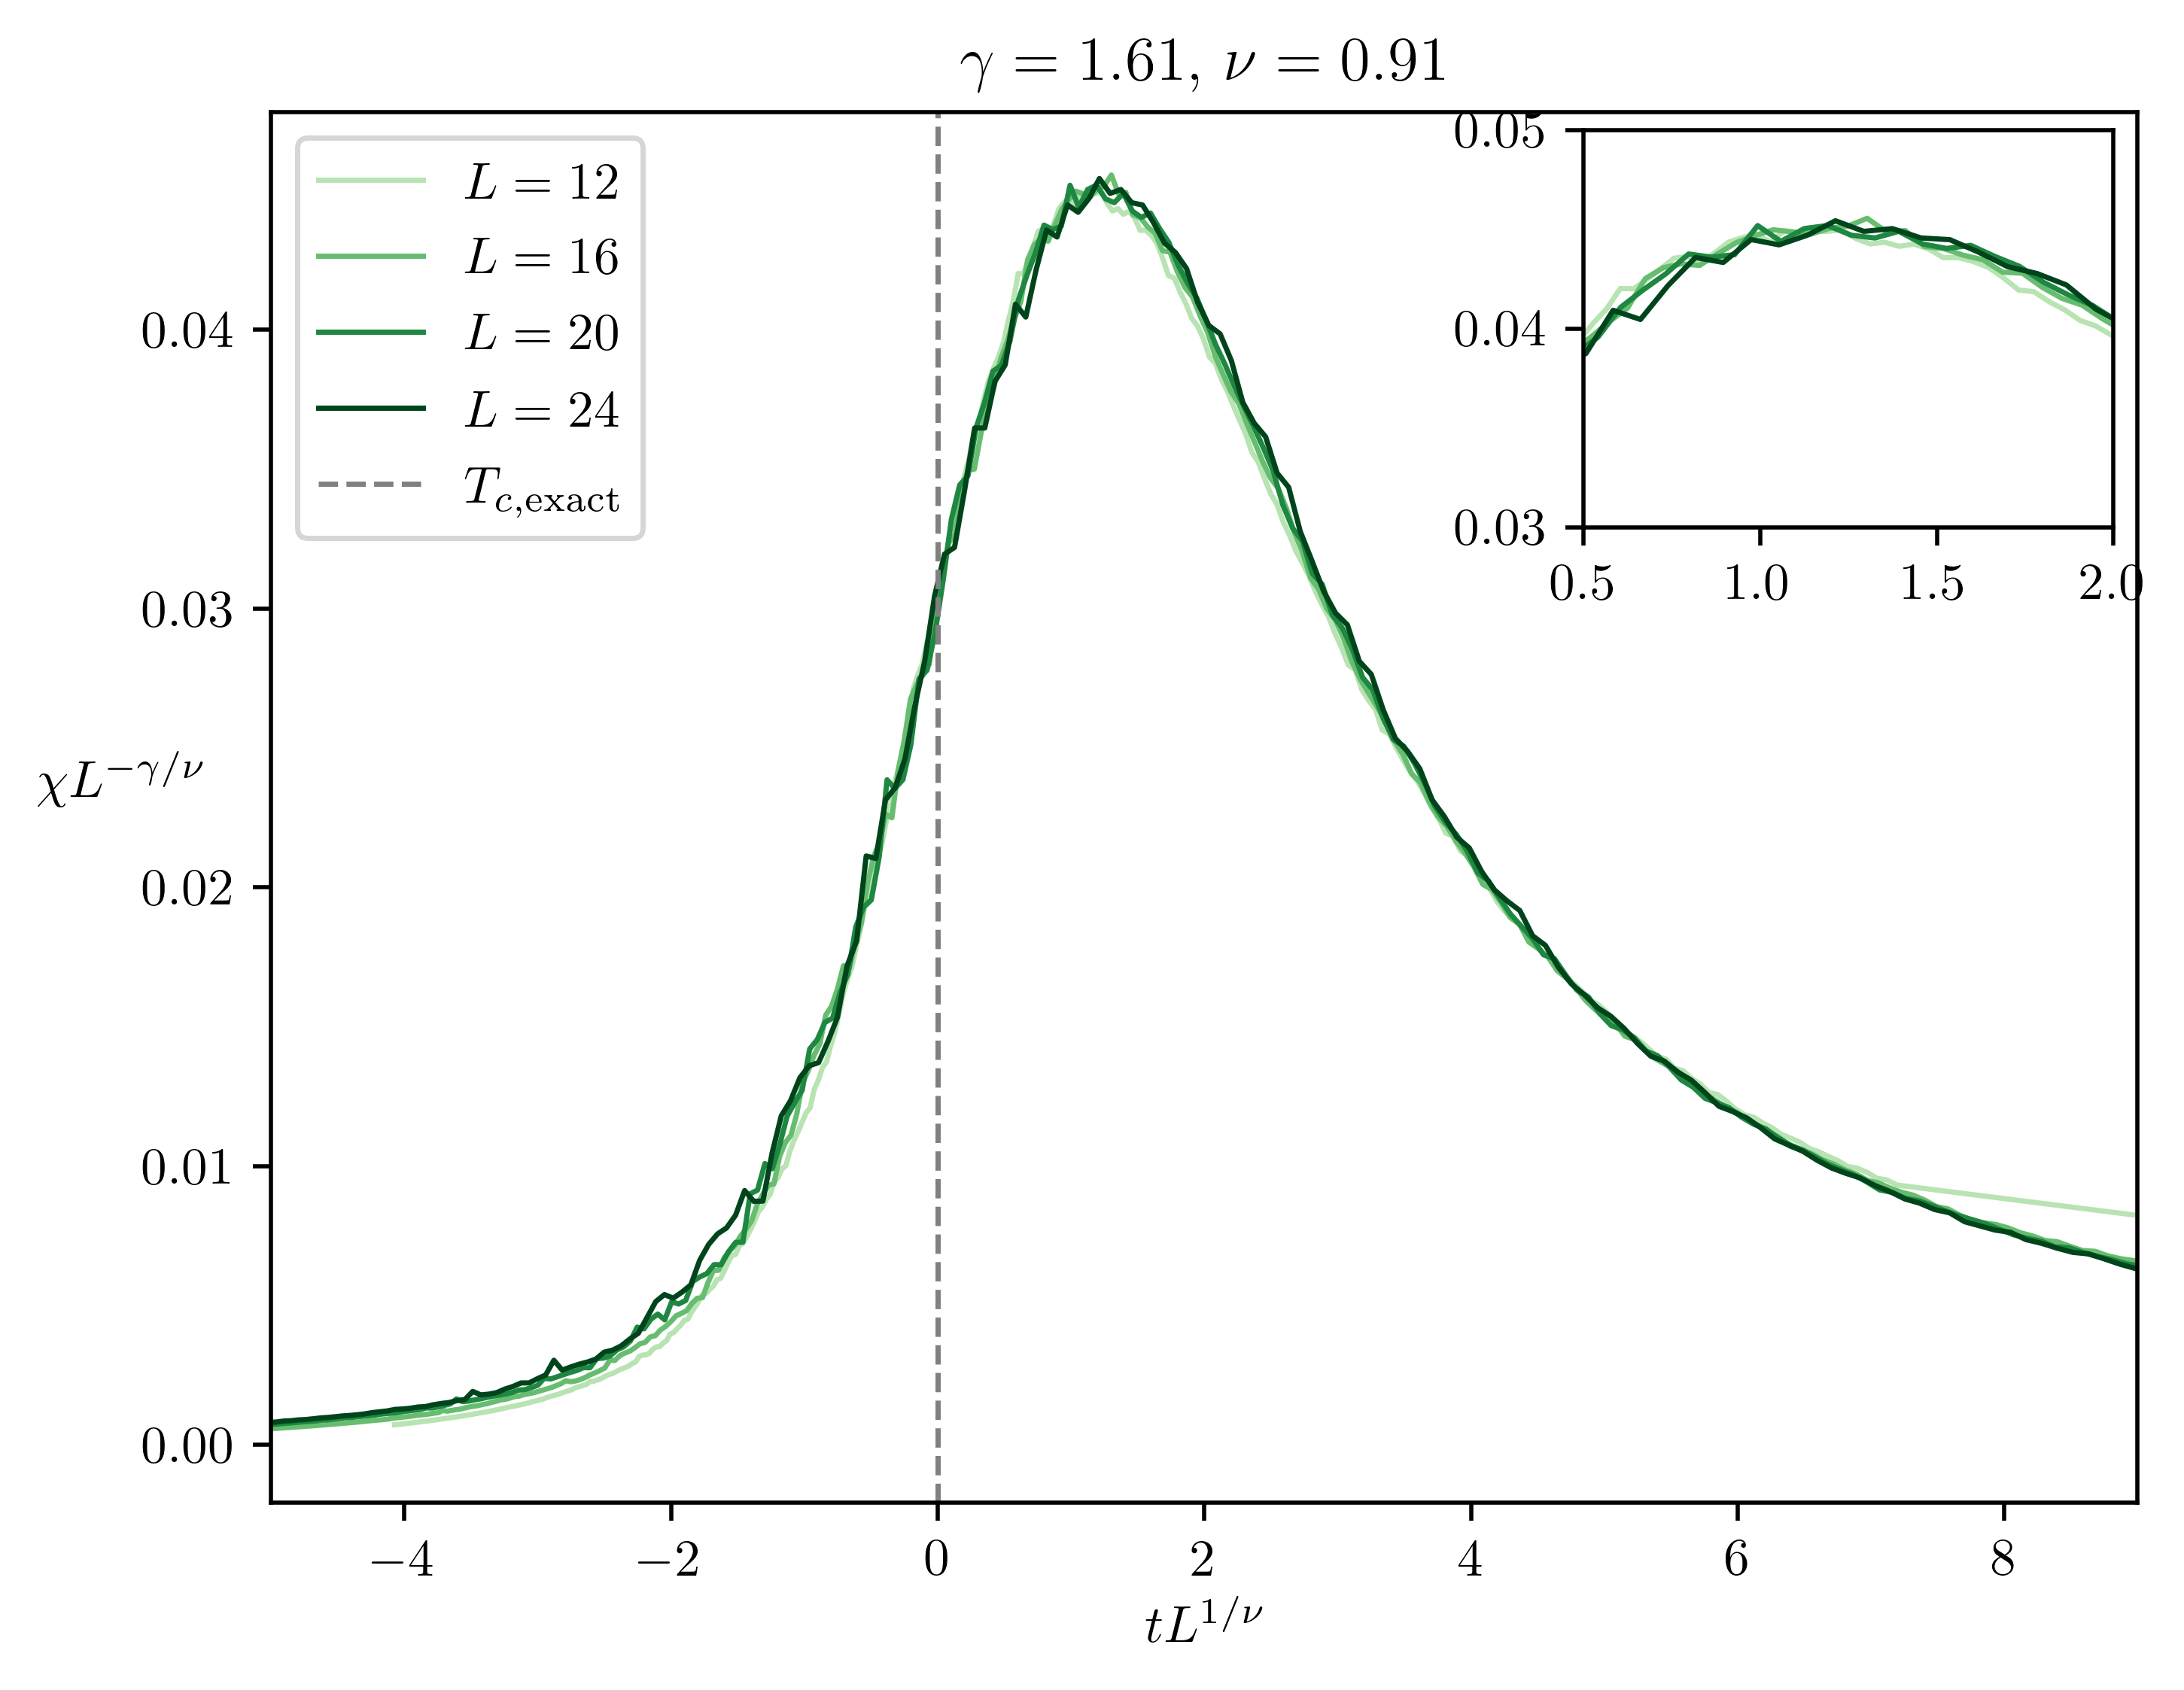 γ = 1.61, ν = 0.91
L = 12
L = 16
L = 20
L = 24
T_{c,exact}
0.05
0.04
0.03
0.5 1.0 1.5 2.0
0.04
0.03
0.02
0.01
0.00
χL^{−γ/ν}
−4 −2 0 2 4 6 8
tL^{1/ν}